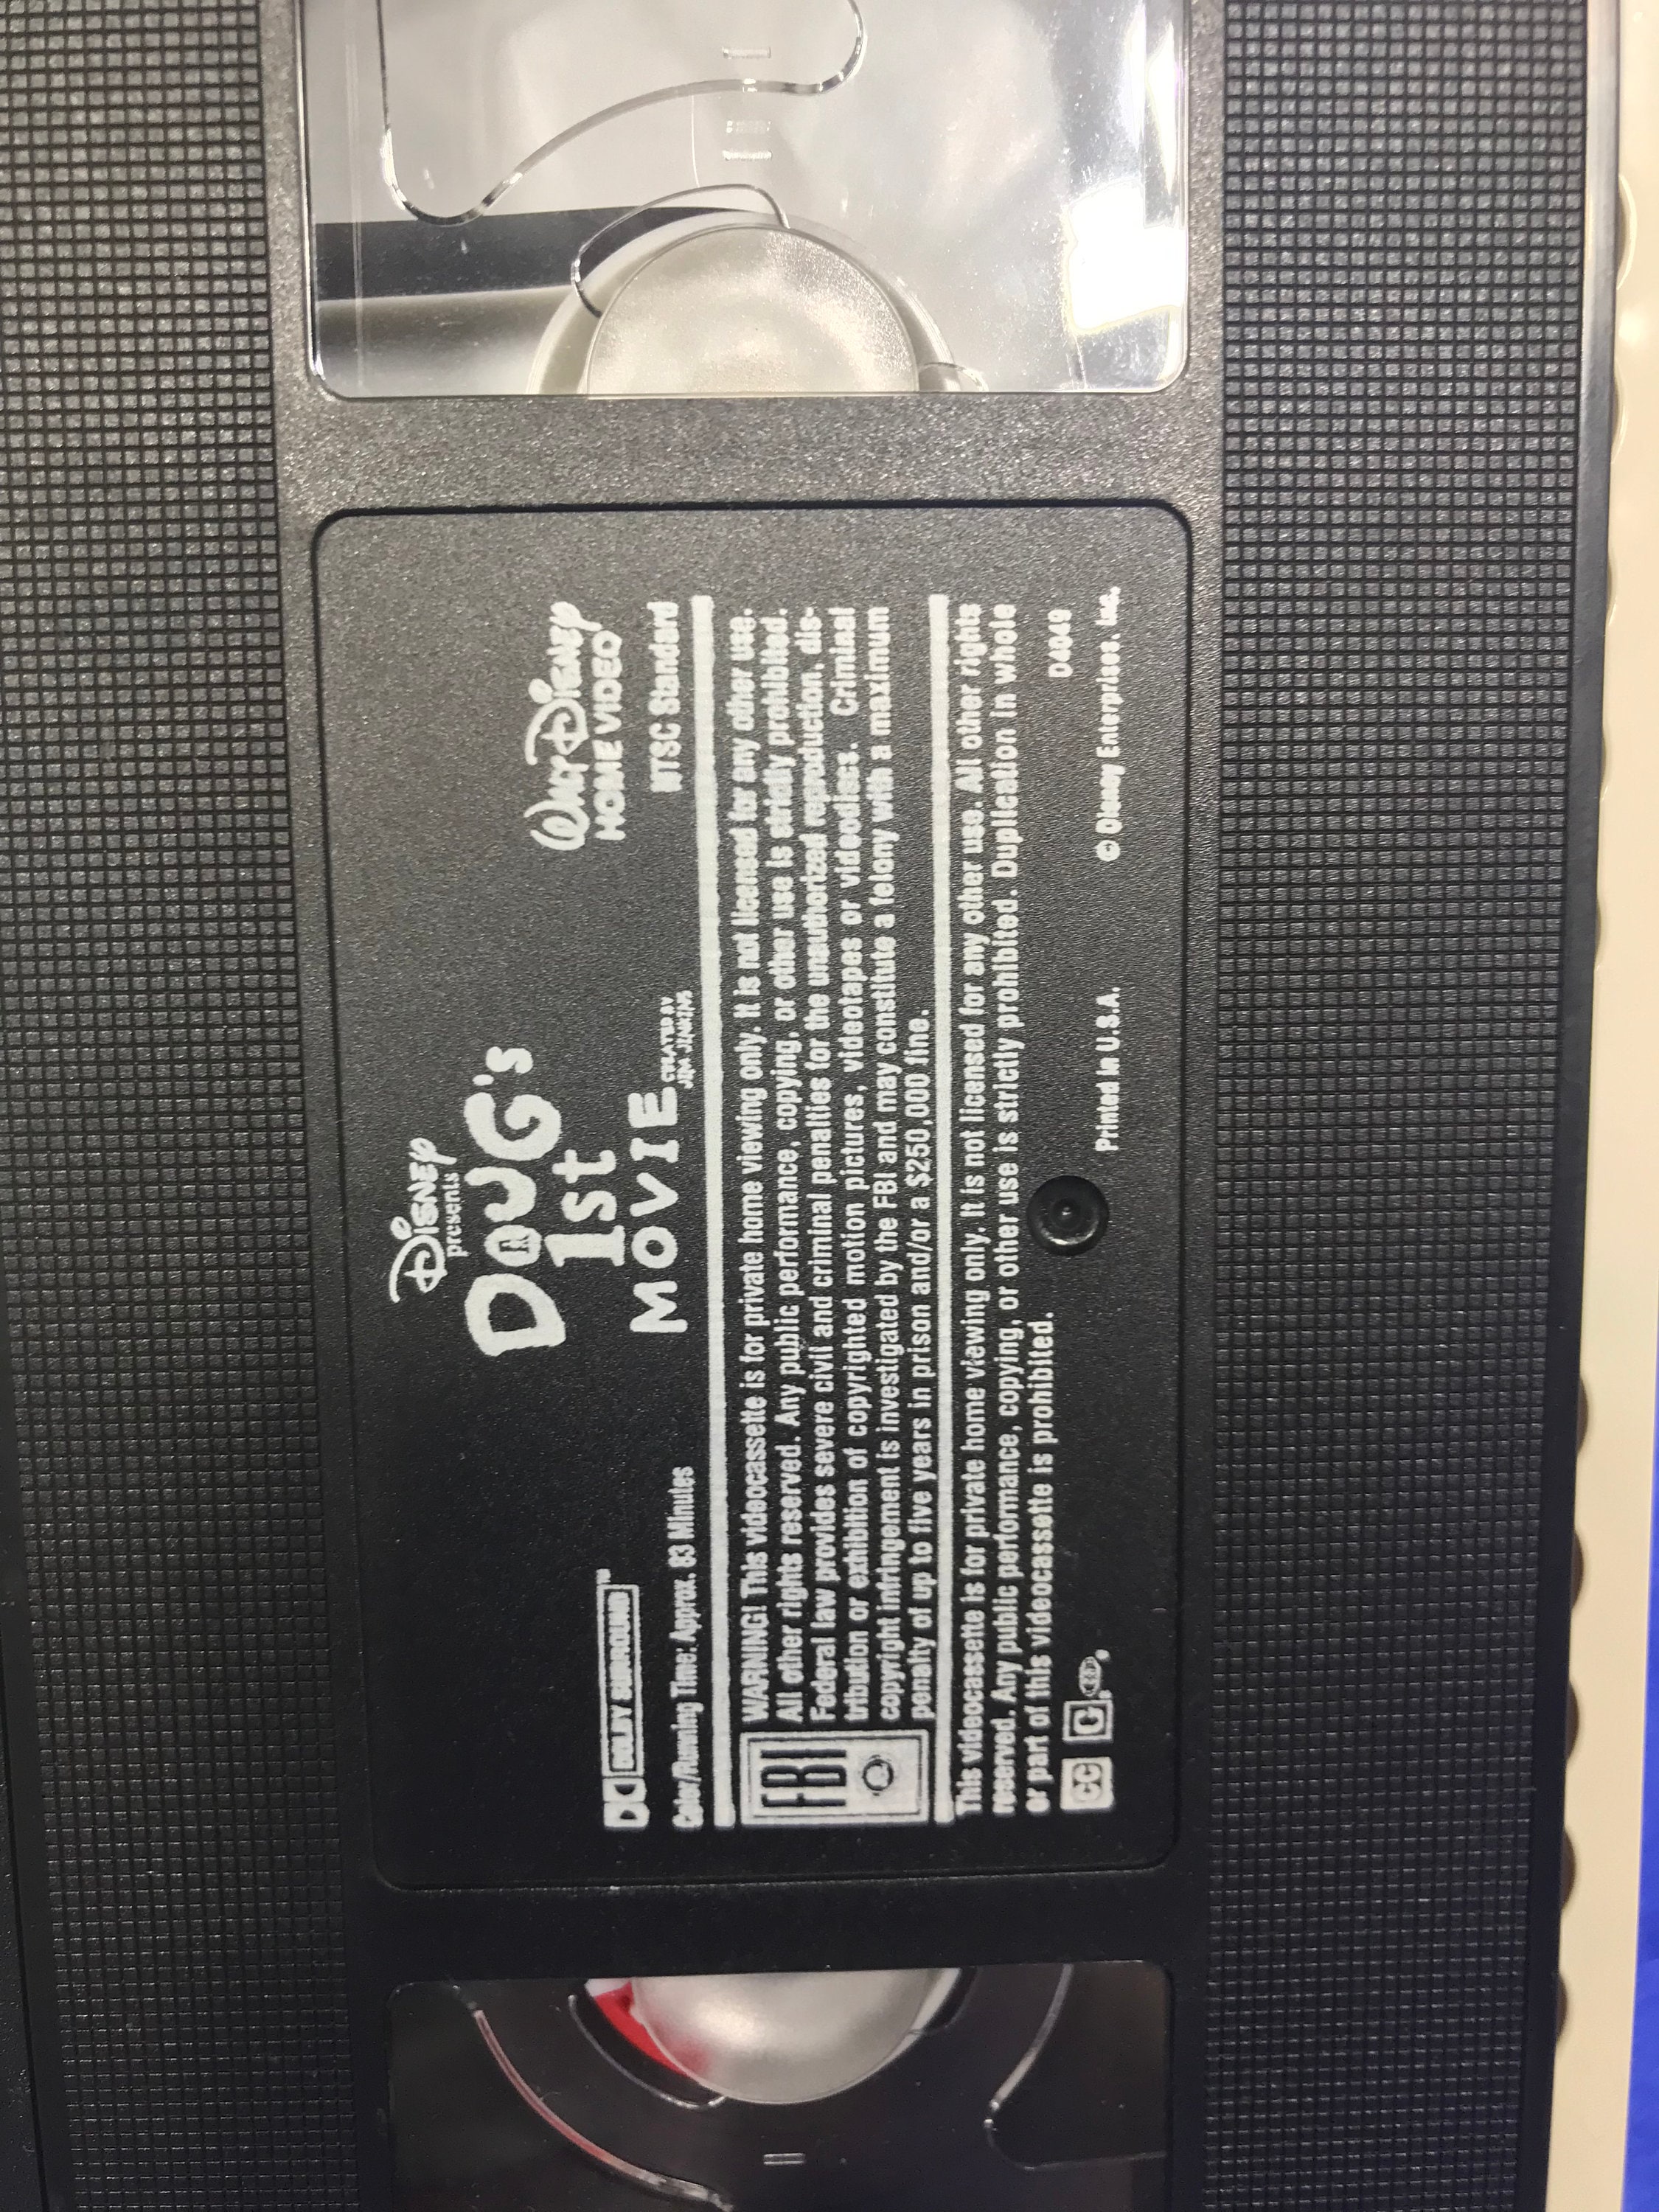 Disney
presents
Doug's
1st
Movie
CREATED BY
JIM JINKINS
Walt Disney
HOME VIDEO
DOLBY SURROUND™
Color/Running Time: Approx. 83 Minutes
NTSC Standard
FBI
WARNING! This videocassette is for private home viewing only. It is not licensed for any other use.
All other rights reserved. Any public performance, copying, or other use is strictly prohibited.
Federal law provides severe civil and criminal penalties for the unauthorized reproduction, dis-
tribution or exhibition of copyrighted motion pictures, videotapes or videodiscs. Criminal
copyright infringement is investigated by the FBI and may constitute a felony with a maximum
penalty of up to five years in prison and/or a $250,000 fine.
This videocassette is for private home viewing only. It is not licensed for any other use. All other rights
reserved. Any public performance, copying, or other use is strictly prohibited. Duplication in whole
or part of this videocassette is prohibited.
D4049
CC G
Printed in U.S.A.
© Disney Enterprises, Inc.